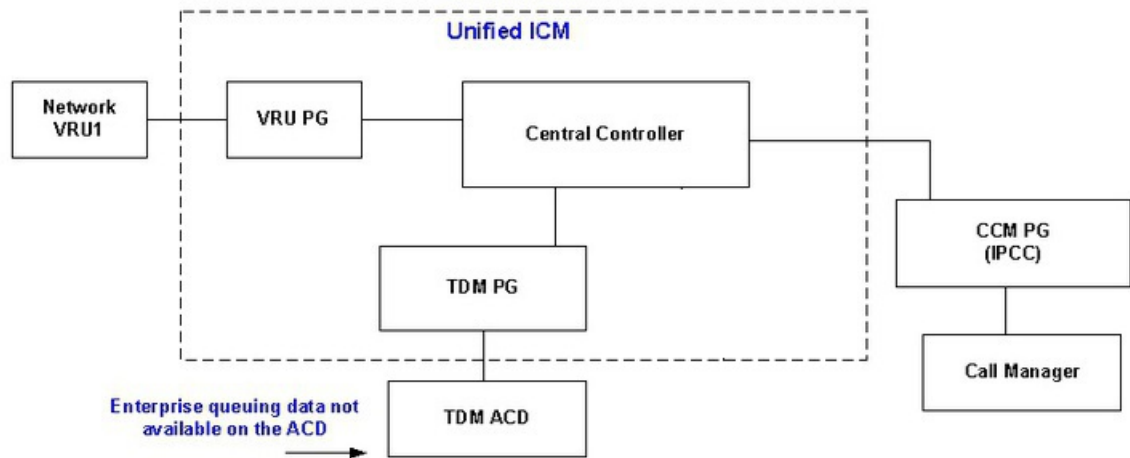 Unified ICM
Network
VRU1
VRU PG
Central Controller
CCM PG
(IPCC)
TDM PG
Call Manager
Enterprise queuing data not
available on the ACD
TDM ACD